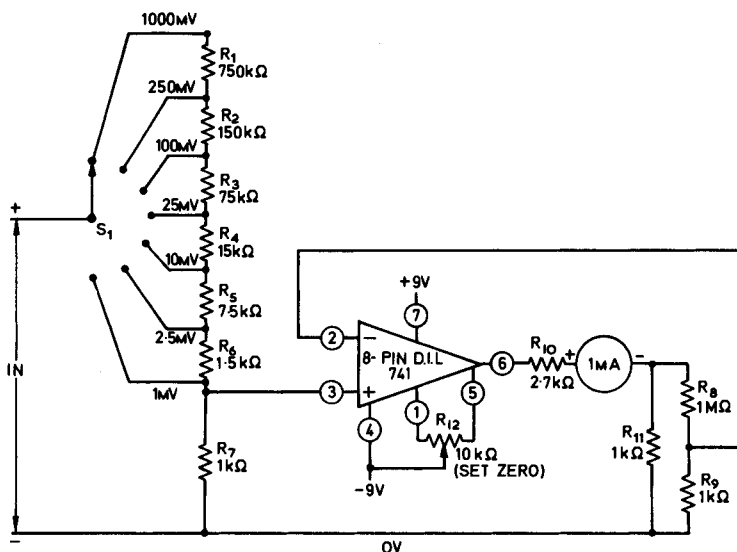 1000MV
R1
750kΩ
250MV
R2
150kΩ
100MV
R3
75kΩ
25MV
R4
15kΩ
10MV
R5
7·5kΩ
2·5MV
R6
1·5kΩ
1MV
+
S1
IN
−
R7
1kΩ
0V
+9V
7
2
−
8- PIN D.I.L
741
3
+
6
4
1
5
R12
10kΩ
(SET ZERO)
−9V
R10
2·7kΩ
+
1MA
−
R8
1MΩ
R11
1kΩ
R9
1kΩ